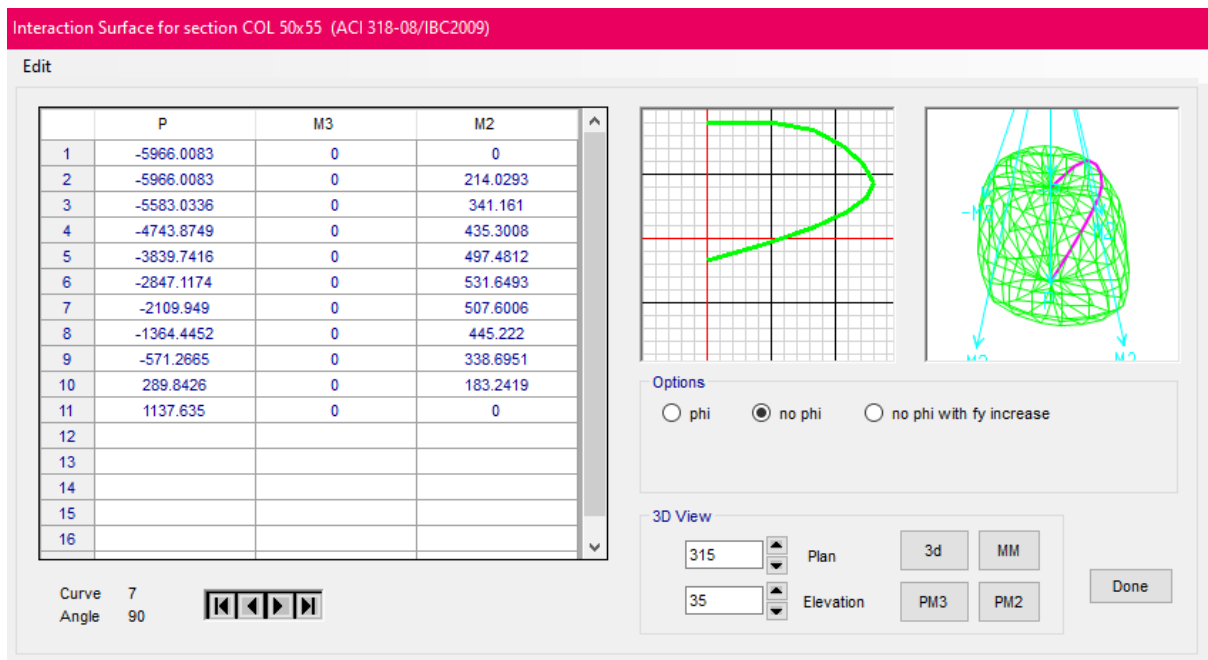 Interaction Surface for section COL 50x55 (ACI 318-08/IBC2009)
Edit
P M3 M2
1 -5966.0083 0 0
2 -5966.0083 0 214.0293
3 -5583.0336 0 341.161
4 -4743.8749 0 435.3008
5 -3839.7416 0 497.4812
6 -2847.1174 0 531.6493
7 -2109.949 0 507.6006
8 -1364.4452 0 445.222
9 -571.2665 0 338.6951
10 289.8426 0 183.2419
11 1137.635 0 0
12
13
14
15
16
Curve 7
Angle 90
Options
phi no phi no phi with fy increase
3D View
315 Plan 3d MM
35 Elevation PM3 PM2
Done